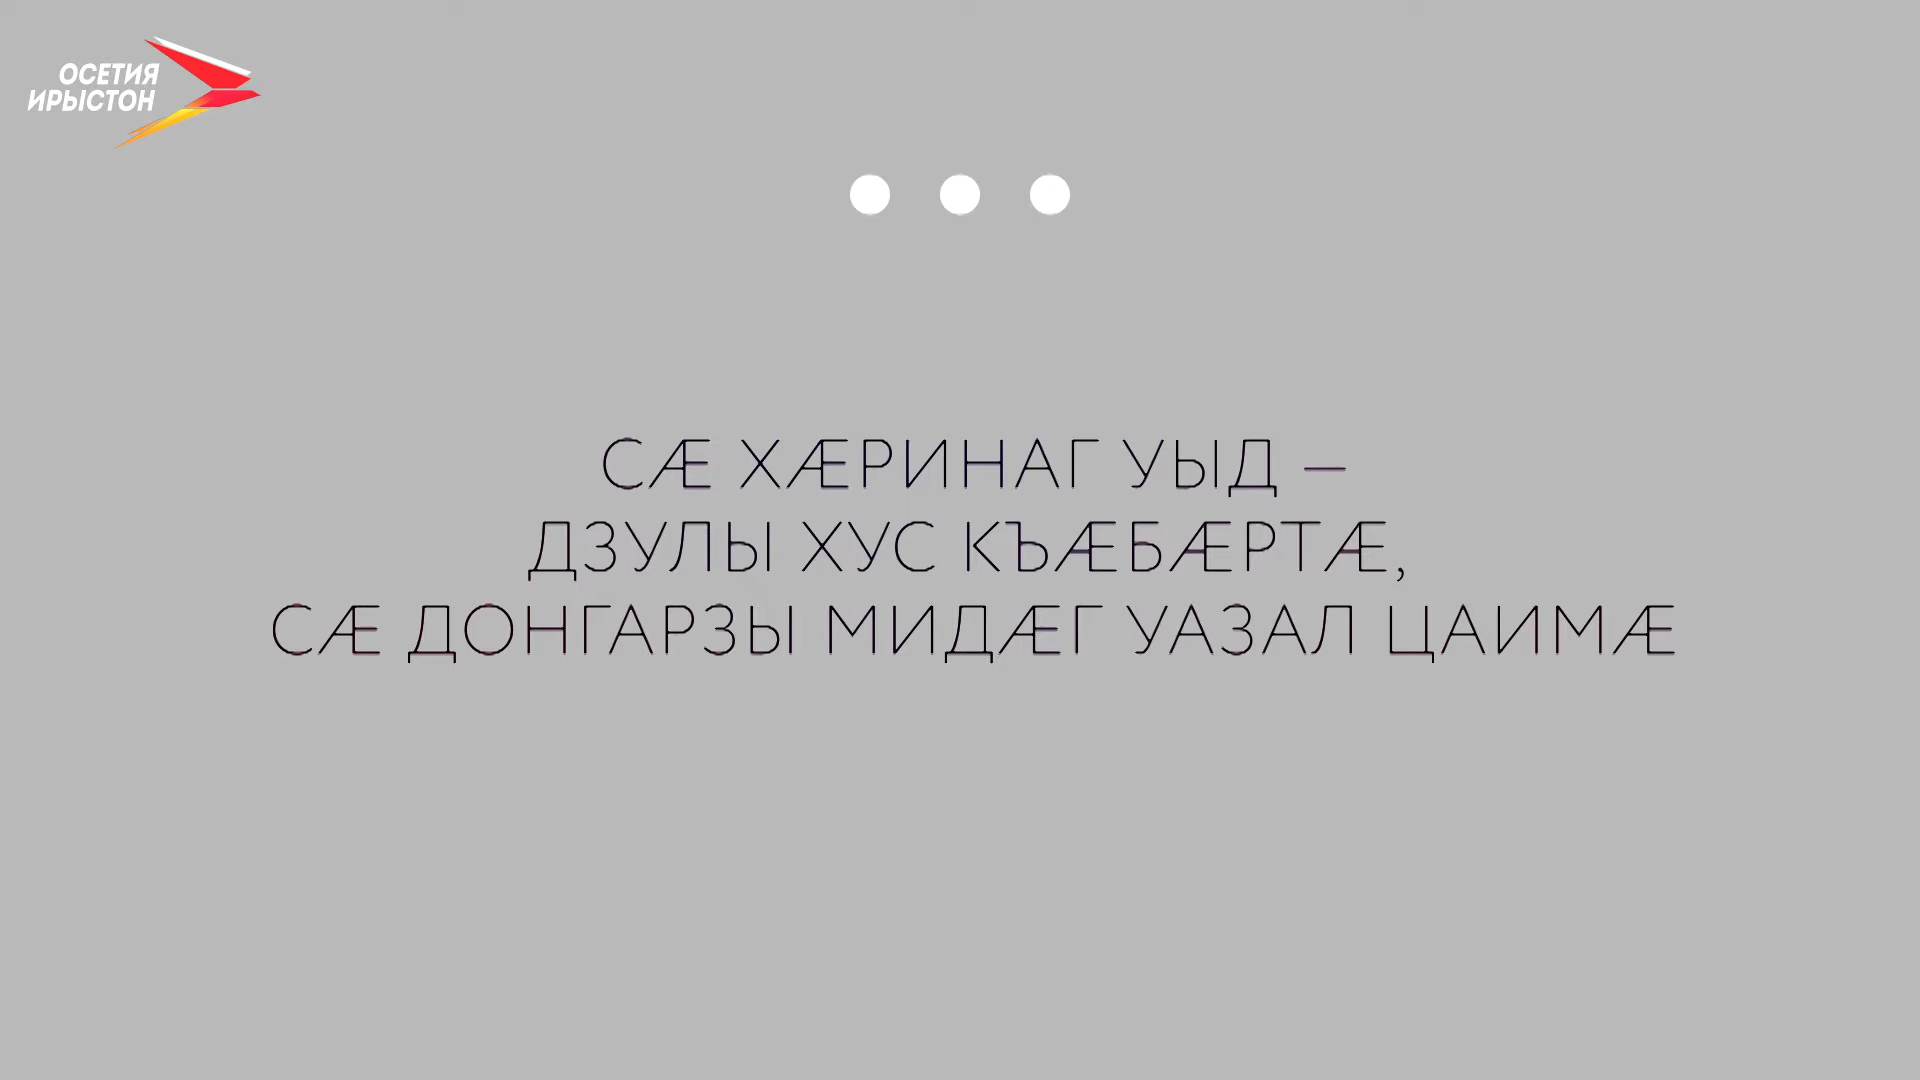 ОСЕТИЯ
ИРЫСТОН
СÆ ХÆРИНАГ УЫД –
ДЗУЛЫ ХУС КЪÆБÆРТÆ,
СÆ ДОНГАРЗЫ МИДÆГ УАЗАЛ ЦАИМÆ